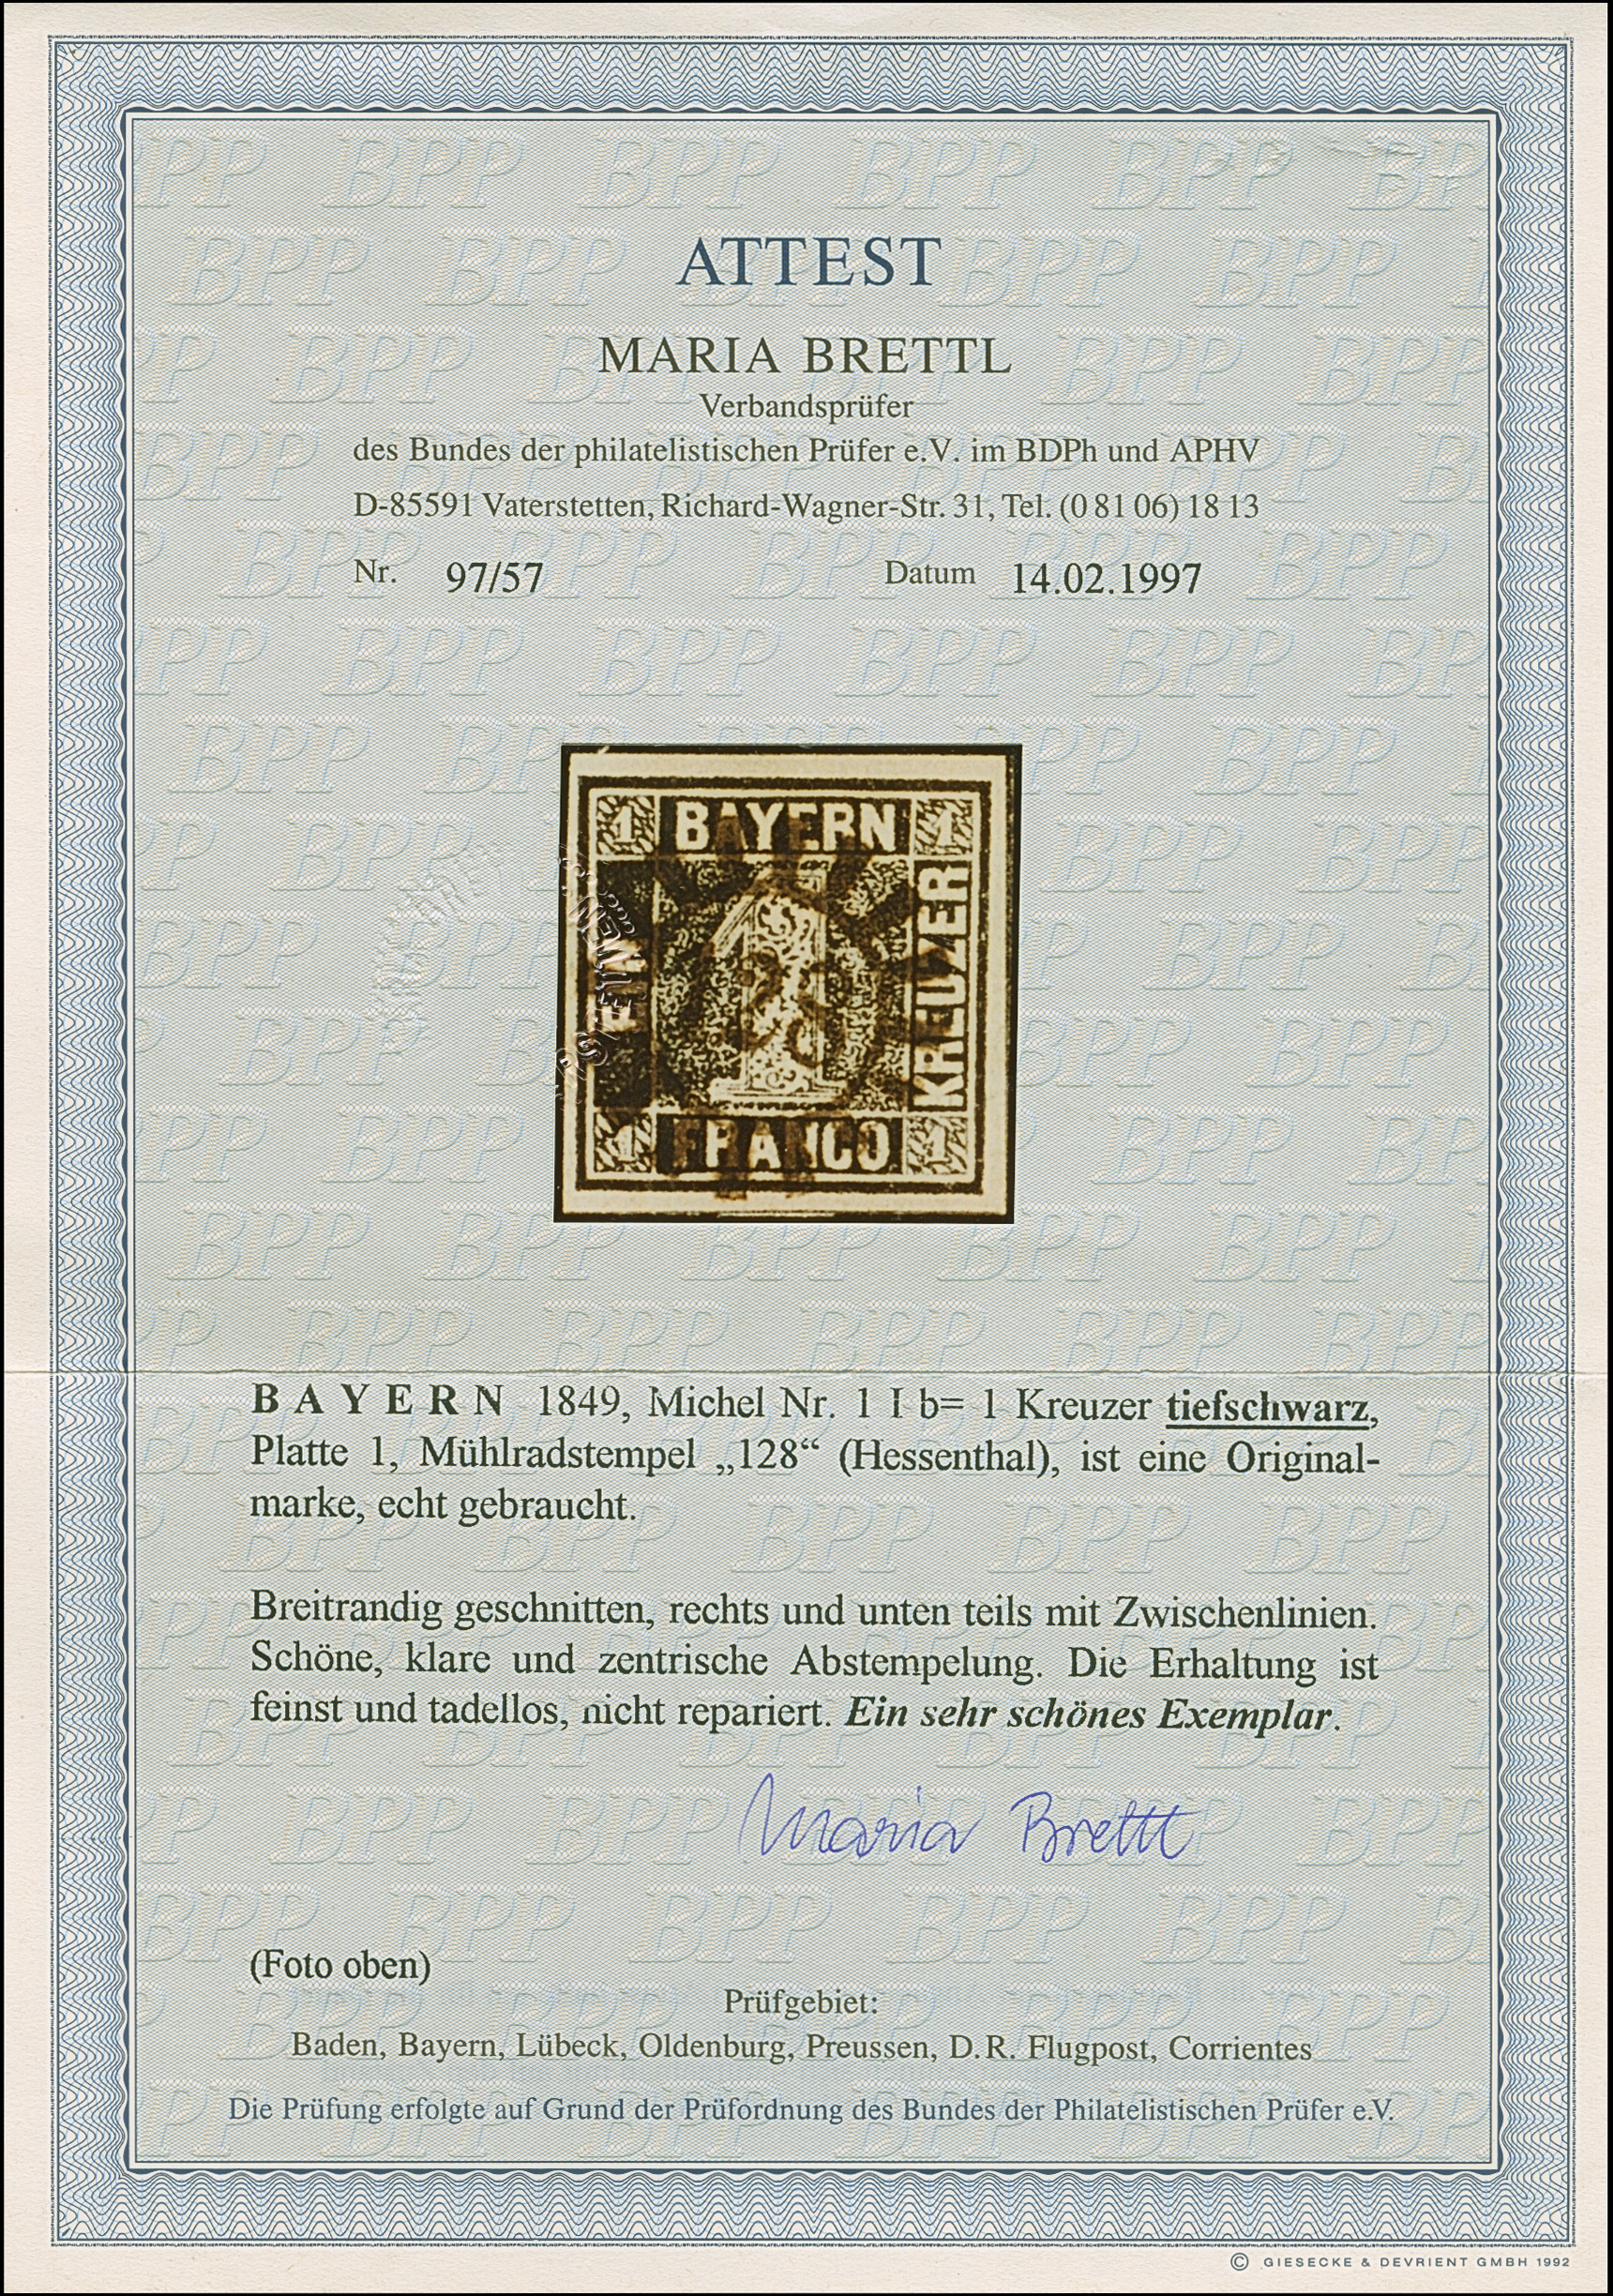 ATTEST
MARIA BRETTL
Verbandsprüfer
des Bundes der philatelistischen Prüfer e.V. im BDPh und APHV
D-85591 Vaterstetten, Richard-Wagner-Str. 31, Tel. (0 81 06) 18 13
Nr. 97/57 Datum 14.02.1997
1 BAYERN 1
EIN
KREUZER
1
1 FRANCO 1
BAYERN 1849, Michel Nr. 1 I b= 1 Kreuzer tiefschwarz,
Platte 1, Mühlradstempel „128“ (Hessenthal), ist eine Original-
marke, echt gebraucht.
Breitrandig geschnitten, rechts und unten teils mit Zwischenlinien.
Schöne, klare und zentrische Abstempelung. Die Erhaltung ist
feinst und tadellos, nicht repariert. Ein sehr schönes Exemplar.
Maria Brettl
(Foto oben)
Prüfgebiet:
Baden, Bayern, Lübeck, Oldenburg, Preussen, D.R. Flugpost, Corrientes
Die Prüfung erfolgte auf Grund der Prüfordnung des Bundes der Philatelistischen Prüfer e.V.
© GIESECKE & DEVRIENT GMBH 1992